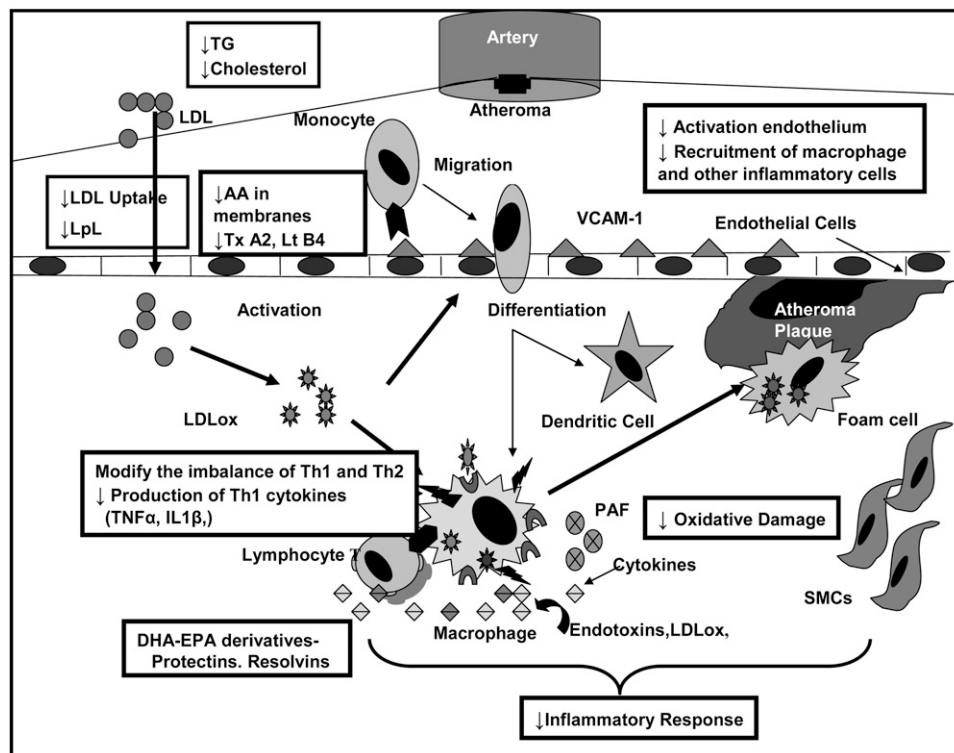 Artery
↓TG
↓Cholesterol
Atheroma
LDL
Monocyte
↓ Activation endothelium
↓ Recruitment of macrophage
and other inflammatory cells
Migration
↓LDL Uptake
↓LpL
↓AA in
membranes
↓Tx A2, Lt B4
VCAM-1
Endothelial Cells
Activation
Differentiation
Atheroma
Plaque
LDLox
Dendritic Cell
Foam cell
Modify the imbalance of Th1 and Th2
↓ Production of Th1 cytokines
(TNFα, IL1β,)
PAF
↓ Oxidative Damage
Lymphocyte T
Cytokines
SMCs
Macrophage
Endotoxins,LDLox,
DHA-EPA derivatives-
Protectins. Resolvins
↓Inflammatory Response